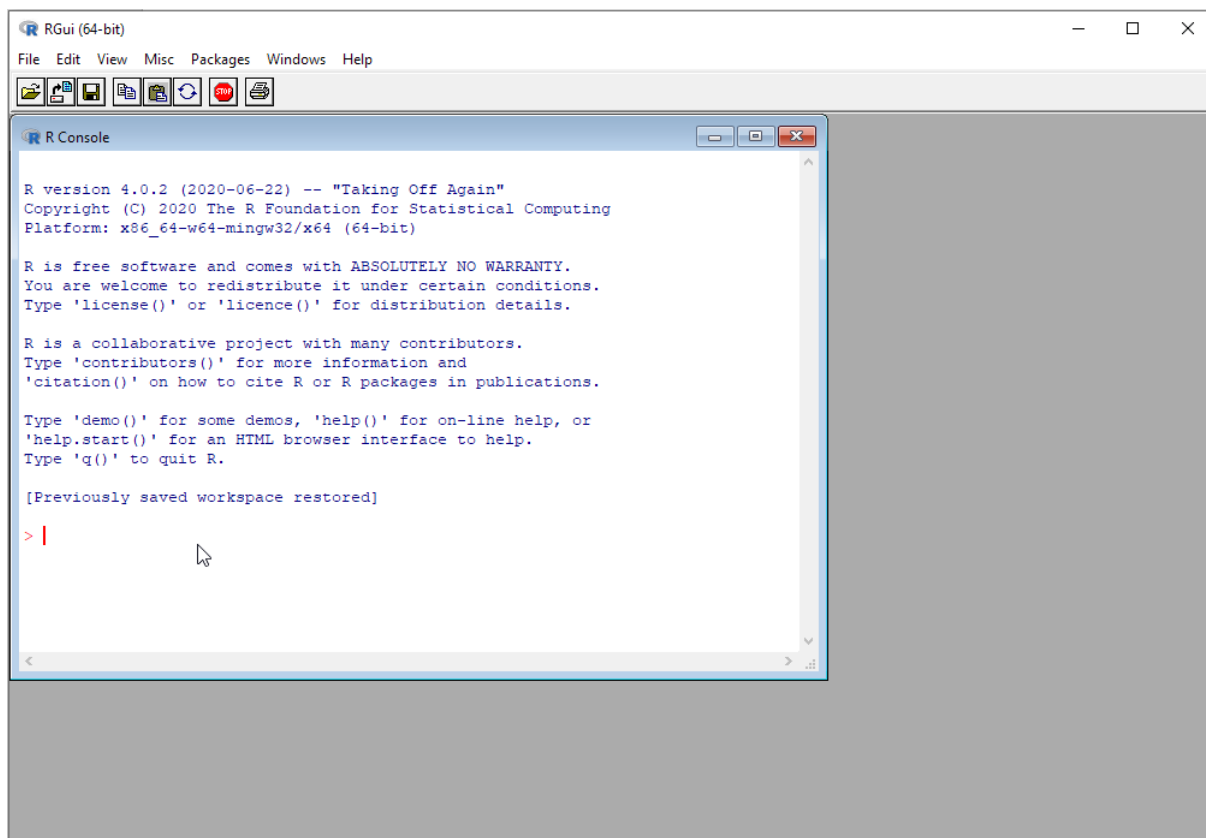 RGui (64-bit)
File Edit View Misc Packages Windows Help
STOP
R Console
R version 4.0.2 (2020-06-22) -- "Taking Off Again"
Copyright (C) 2020 The R Foundation for Statistical Computing
Platform: x86_64-w64-mingw32/x64 (64-bit)
R is free software and comes with ABSOLUTELY NO WARRANTY.
You are welcome to redistribute it under certain conditions.
Type 'license()' or 'licence()' for distribution details.
R is a collaborative project with many contributors.
Type 'contributors()' for more information and
'citation()' on how to cite R or R packages in publications.
Type 'demo()' for some demos, 'help()' for on-line help, or
'help.start()' for an HTML browser interface to help.
Type 'q()' to quit R.
[Previously saved workspace restored]
>